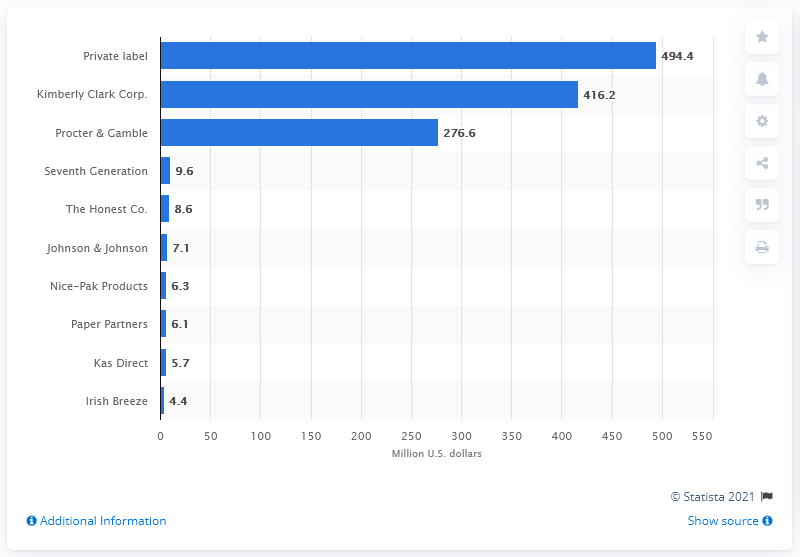 Private label 494.4
Kimberly Clark Corp. 416.2
Procter & Gamble 276.6
Seventh Generation 9.6
The Honest Co. 8.6
Johnson & Johnson 7.1
Nice-Pak Products 6.3
Paper Partners 6.1
Kas Direct 5.7
Irish Breeze 4.4
0 50 100 150 200 250 300 350 400 450 500 550
Million U.S. dollars
© Statista 2021
Additional Information Show source